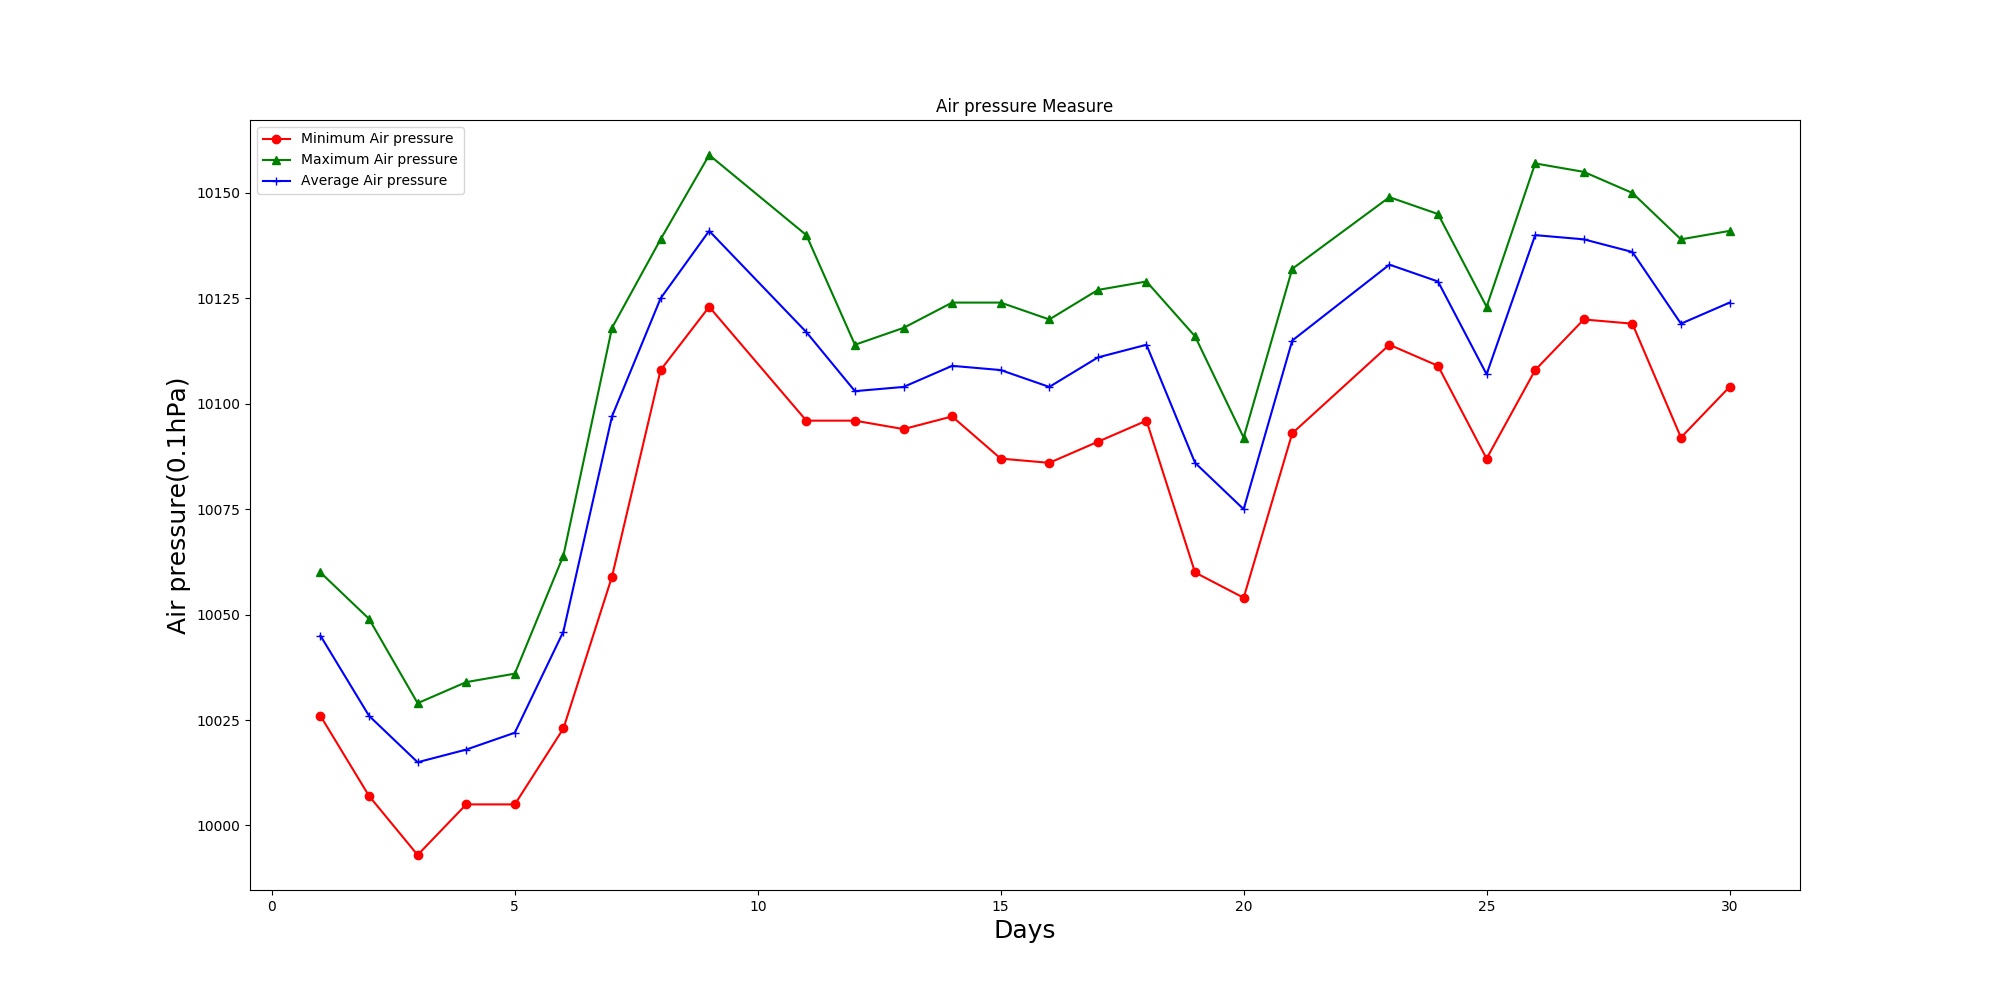 Air pressure Measure
Minimum Air pressure
Maximum Air pressure
Average Air pressure
10150
10125
10100
10075
10050
10025
10000
Air pressure(0.1hPa)
0 5 10 15 20 25 30
Days